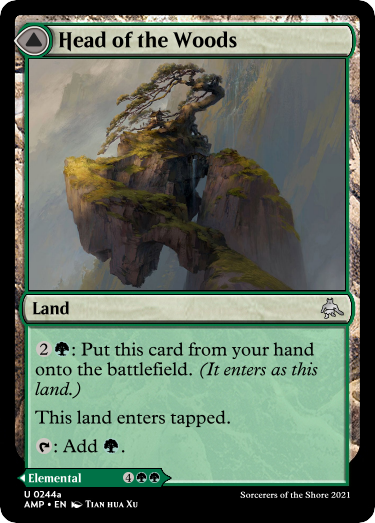 Head of the Woods
Land
2 : Put this card from your hand
onto the battlefield. (It enters as this
land.)
This land enters tapped.
: Add .
Elemental 4
U 0244a
AMP • EN Tian Hua Xu
Sorcerers of the Shore 2021